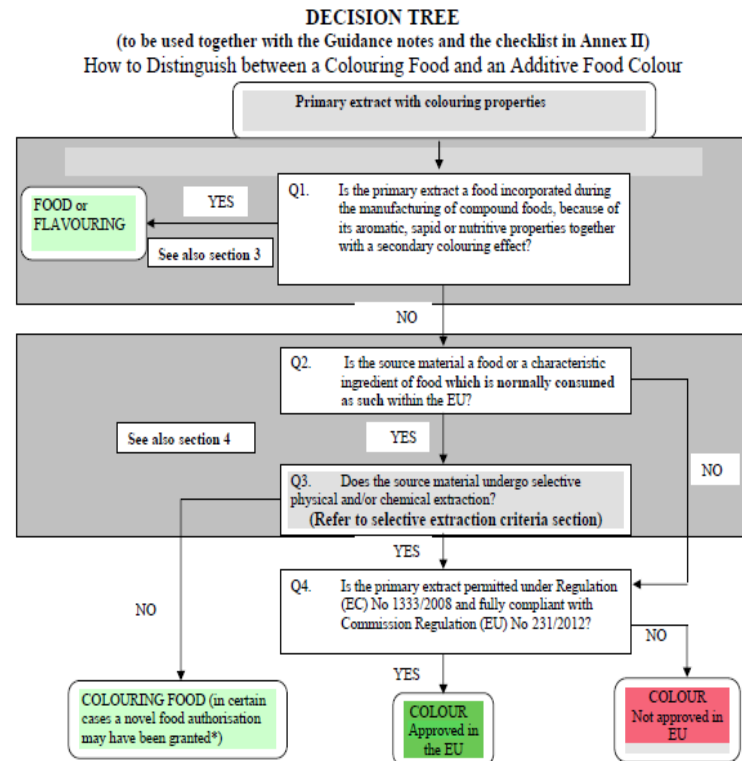 DECISION TREE
(to be used together with the Guidance notes and the checklist in Annex II)
How to Distinguish between a Colouring Food and an Additive Food Colour
Primary extract with colouring properties
Q1. Is the primary extract a food incorporated during
the manufacturing of compound foods, because of
its aromatic, sapid or nutritive properties together
with a secondary colouring effect?
YES
FOOD or
FLAVOURING
See also section 3
NO
Q2. Is the source material a food or a characteristic
ingredient of food which is normally consumed
as such within the EU?
See also section 4
YES
NO
Q3. Does the source material undergo selective
physical and/or chemical extraction?
(Refer to selective extraction criteria section)
YES
NO
Q4. Is the primary extract permitted under Regulation
(EC) No 1333/2008 and fully compliant with
Commission Regulation (EU) No 231/2012?
NO
YES
COLOURING FOOD (in certain
cases a novel food authorisation
may have been granted*)
COLOUR
Approved in
the EU
COLOUR
Not approved in
EU